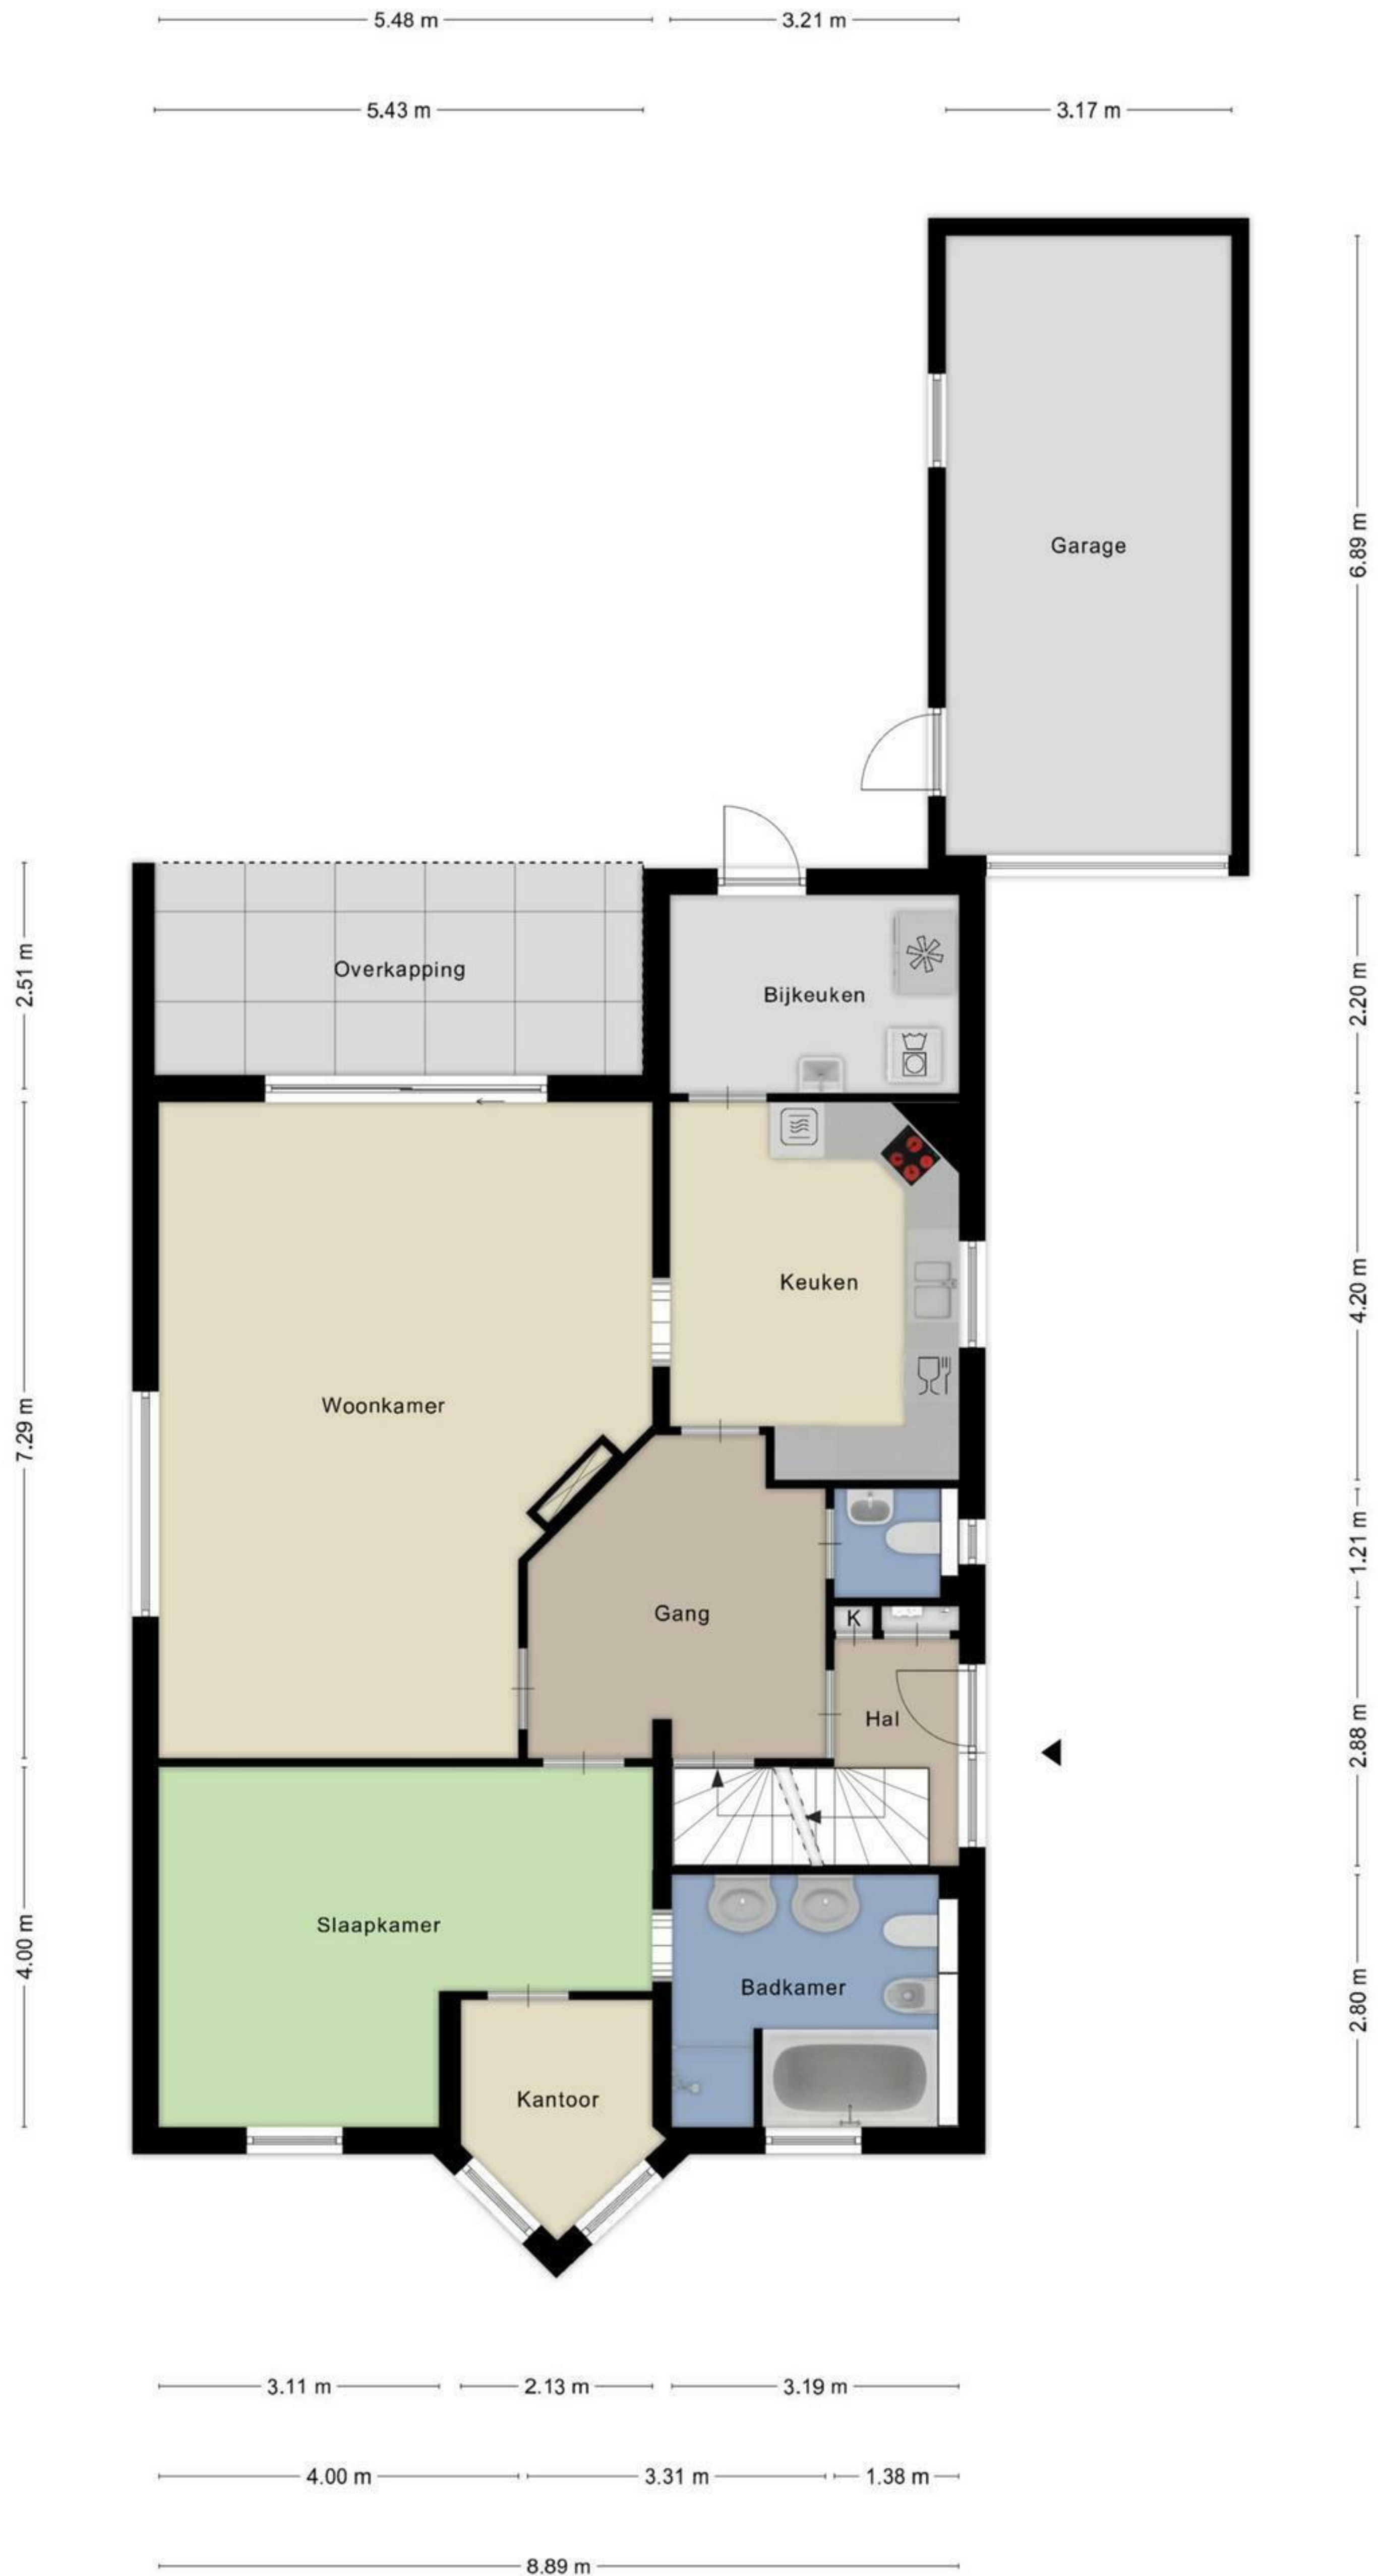 5.48 m
3.21 m
5.43 m
3.17 m
Garage
6.89 m
Overkapping
2.51 m
Bijkeuken
2.20 m
Keuken
4.20 m
Woonkamer
7.29 m
1.21 m
Gang
K
Hal
2.88 m
Slaapkamer
4.00 m
Badkamer
2.80 m
Kantoor
3.11 m
2.13 m
3.19 m
4.00 m
3.31 m
1.38 m
8.89 m